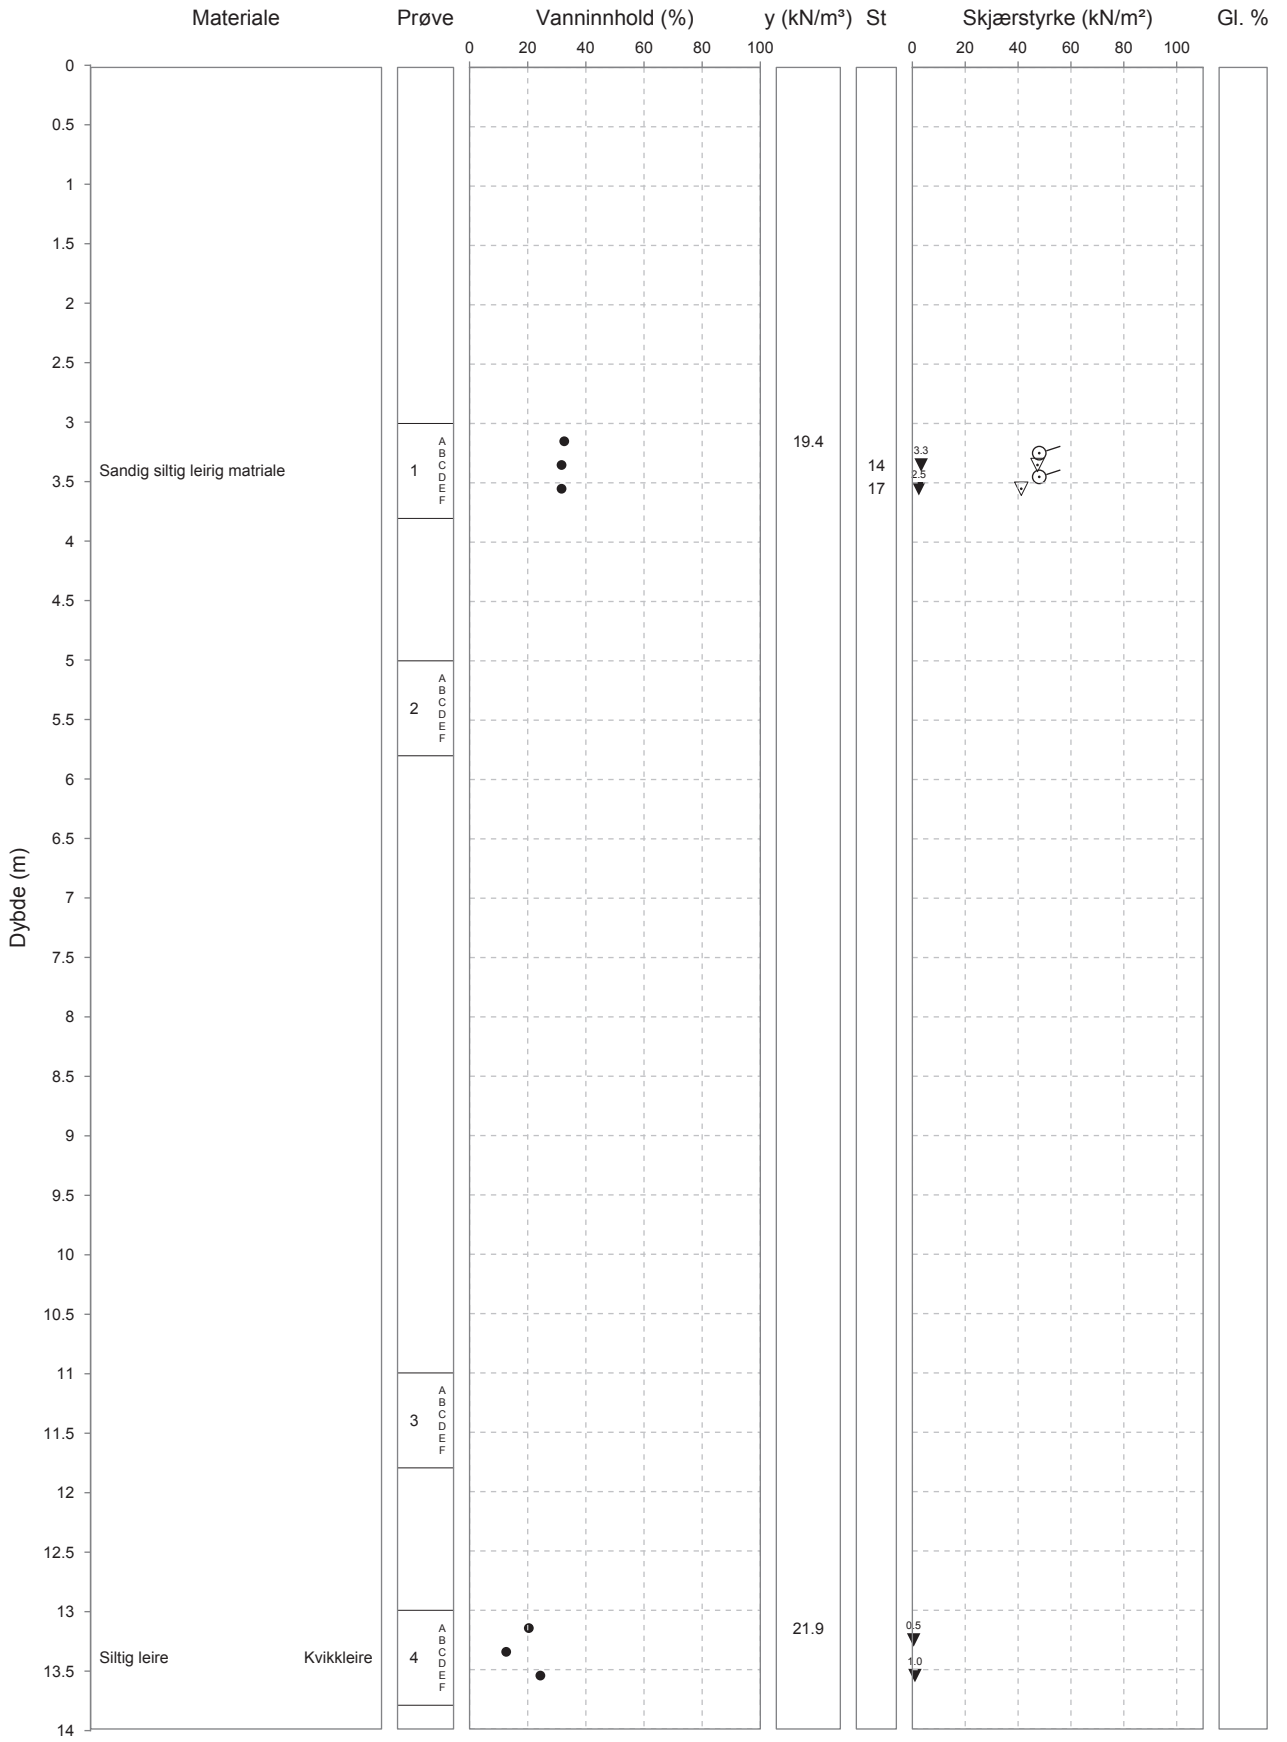 Materiale Prøve Vanninnhold (%) y (kN/m³) St Skjærstyrke (kN/m²) Gl. %
0 20 40 60 80 100 0 20 40 60 80 100
0
0.5
1
1.5
2
2.5
3
A
19.4
B
3.3
Sandig siltig leirig matriale 1 C 14
D
3.5 E 2.5 17
F
4
4.5
5
A
B
2 C
D
5.5 E
F
6
6.5
7
Dybde (m)
7.5
8
8.5
9
9.5
10
10.5
11
A
B
3 C
D
11.5 E
F
12
12.5
13
A 21.9 0.5
B
C
Siltig leire Kvikkleire 4 D 1.0
13.5 E
F
14